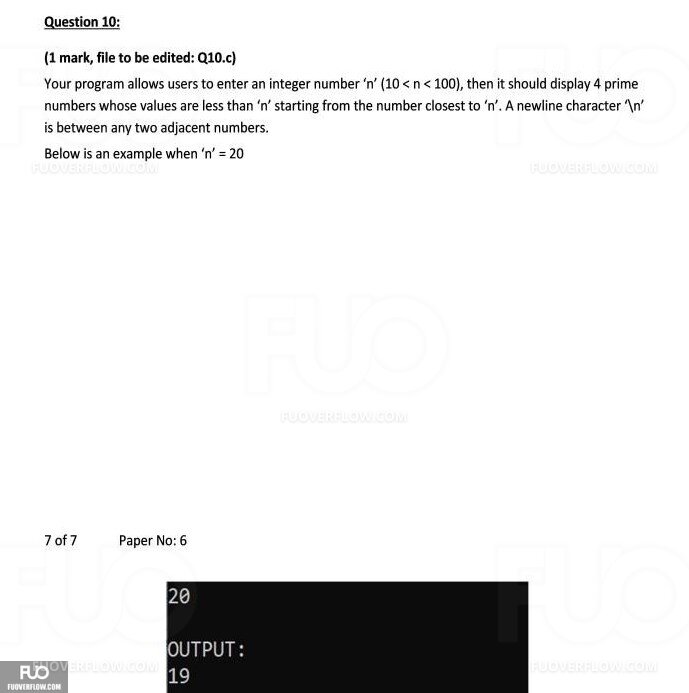 Question 10:
(1 mark, file to be edited: Q10.c)
Your program allows users to enter an integer number ‘n’ (10 < n < 100), then it should display 4 prime
numbers whose values are less than ‘n’ starting from the number closest to ‘n’. A newline character ‘\n’
is between any two adjacent numbers.
Below is an example when ‘n’ = 20
FUOVERFLOW.COM
FUOVERFLOW.COM
FUO
FUOVERFLOW.COM
7 of 7 Paper No: 6
20
OUTPUT:
19
FUO
FUOVERFLOW.COM
FUOVERFLOW.COM
FUOVERFLOW.COM